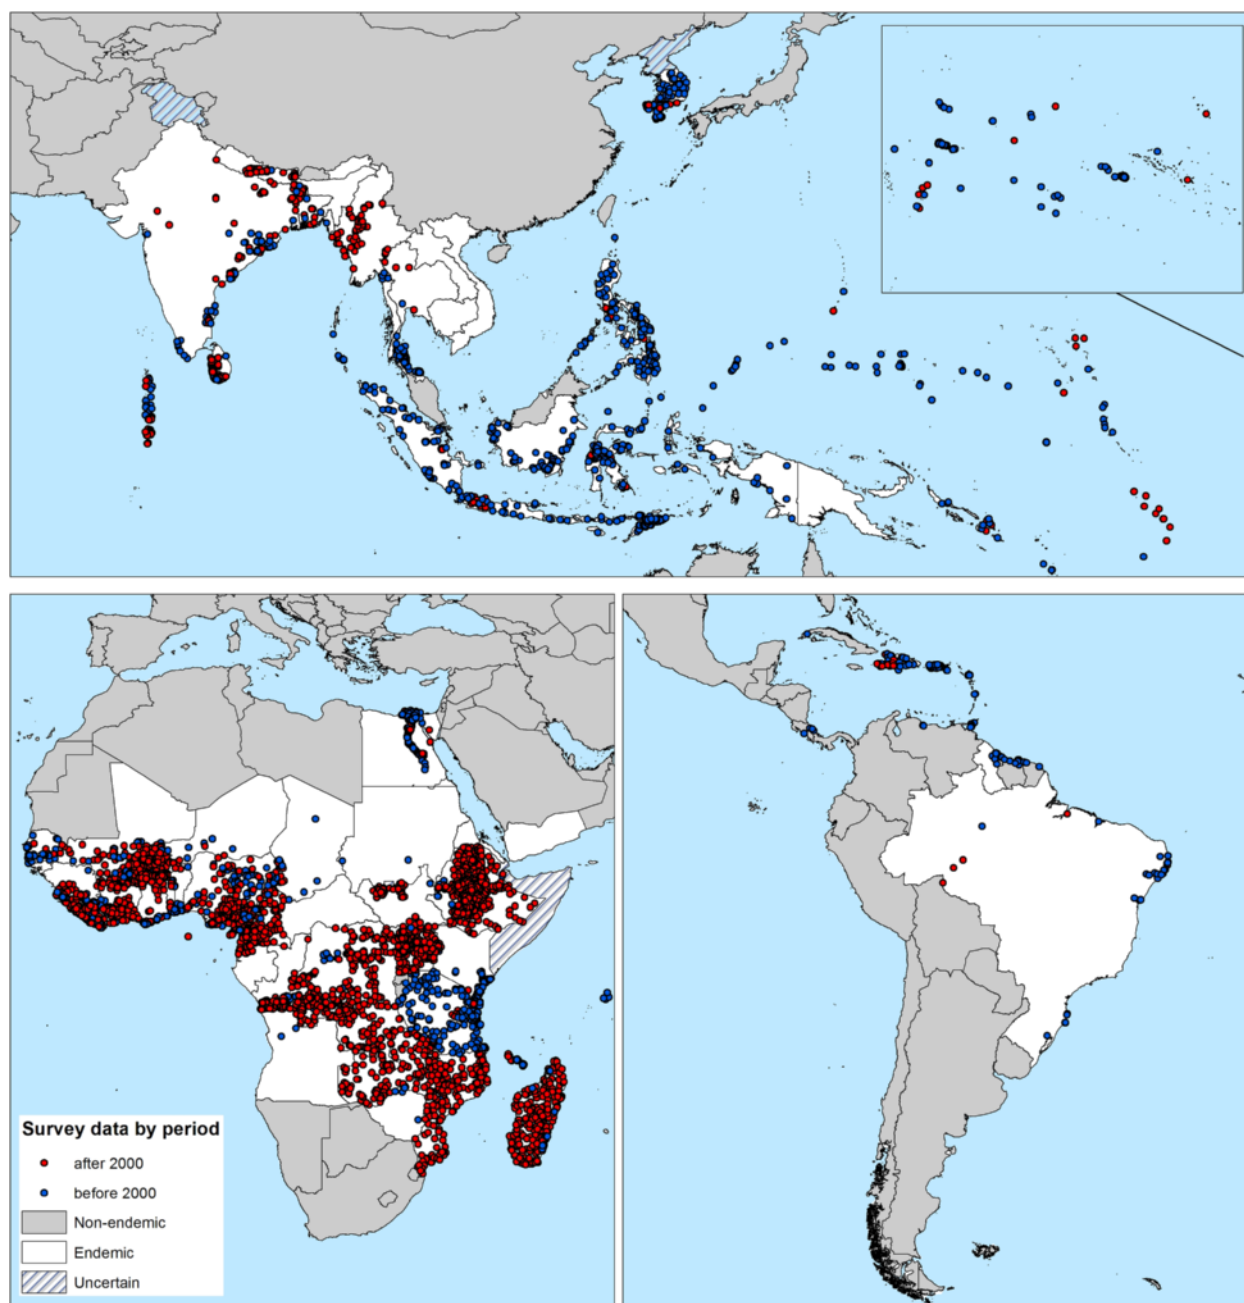 Survey data by period
after 2000
before 2000
Non-endemic
Endemic
Uncertain